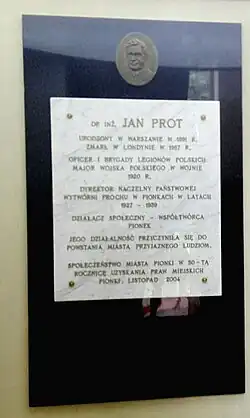 DR INŻ. JAN PROT
URODZONY W WARSZAWIE W 1891 R.
ZMARŁ W LONDYNIE W 1957 R.
OFICER I BRYGADY LEGIONÓW POLSKICH
MAJOR WOJSKA POLSKIEGO W WOJNIE
1920 R.
DYREKTOR NACZELNY PAŃSTWOWEJ
WYTWÓRNI PROCHU W PIONKACH W LATACH
1927 - 1939
DZIAŁACZ SPOŁECZNY - WSPÓŁTWÓRCA
PIONEK
JEGO DZIAŁALNOŚĆ PRZYCZYNIŁA SIĘ DO
POWSTANIA MIASTA PRZYJAZNEGO LUDZIOM.
SPOŁECZEŃSTWO MIASTA PIONKI W 50-TĄ
ROCZNICĘ UZYSKANIA PRAW MIEJSKICH
PIONKI, LISTOPAD 2004